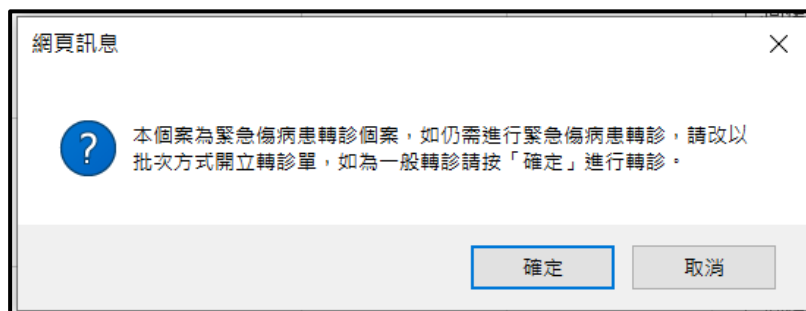 網頁訊息
本個案為緊急傷病患轉診個案，如仍需進行緊急傷病患轉診，請改以
批次方式開立轉診單，如為一般轉診請按「確定」進行轉診。
確定
取消